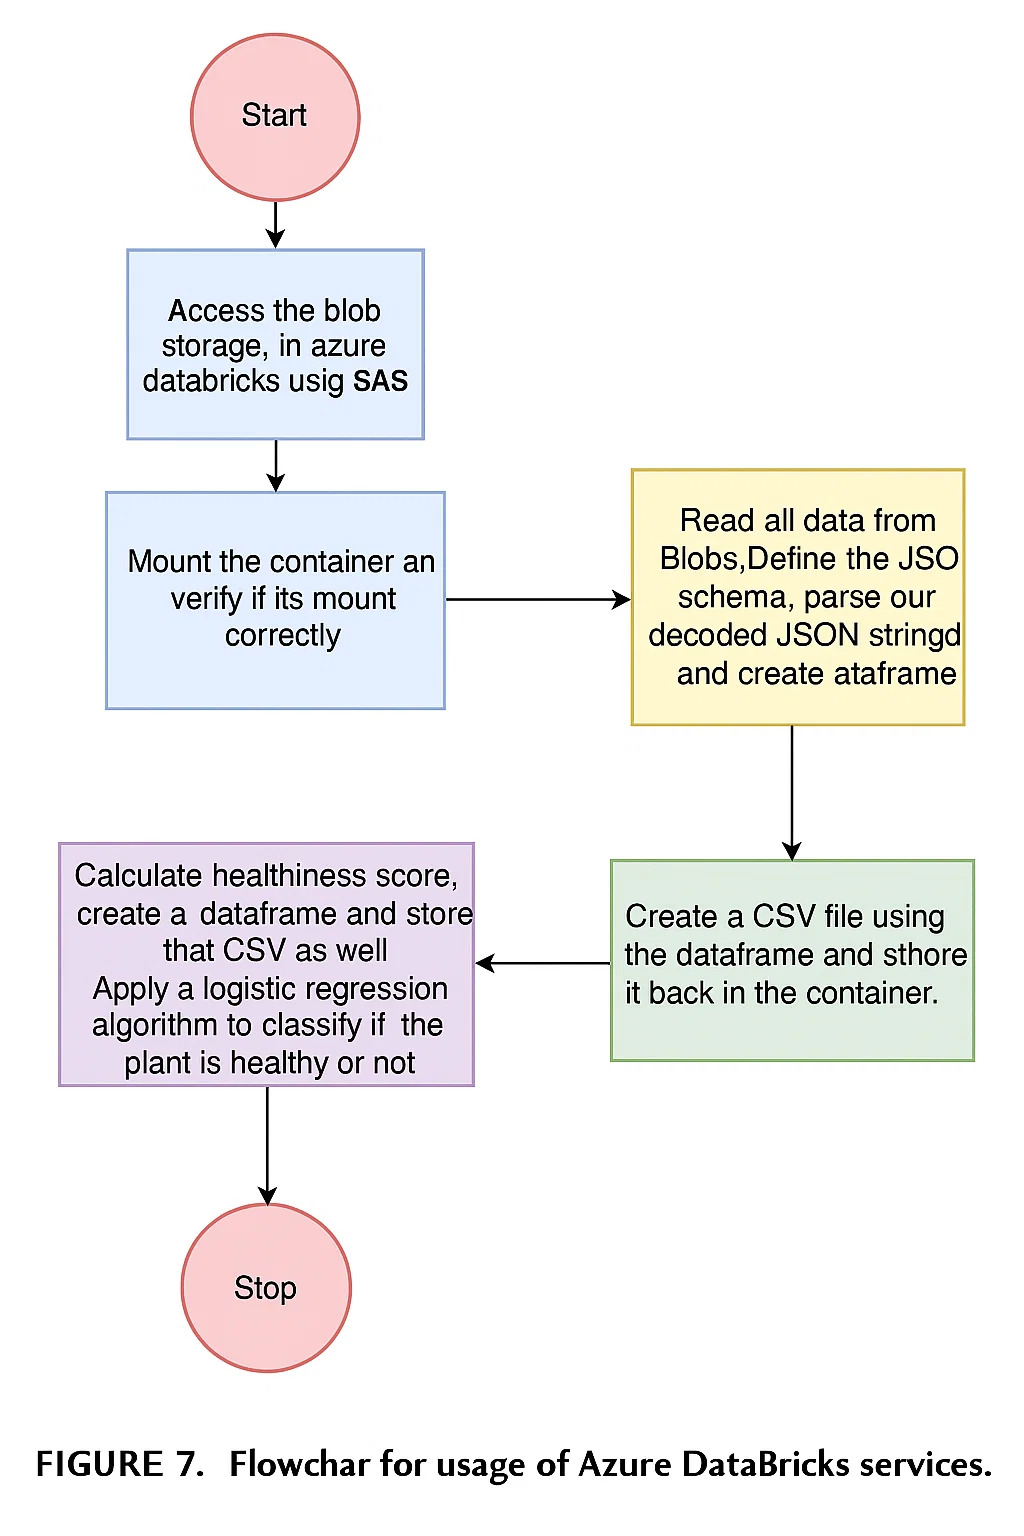 Start
Access the blob
storage, in azure
databricks usig SAS
Mount the container an
verify if its mount
correctly
Read all data from
Blobs,Define the JSO
schema, parse our
decoded JSON stringd
and create ataframe
Create a CSV file using
the dataframe and sthore
it back in the container.
Calculate healthiness score,
create a dataframe and store
that CSV as well
Apply a logistic regression
algorithm to classify if the
plant is healthy or not
Stop
FIGURE 7. Flowchar for usage of Azure DataBricks services.